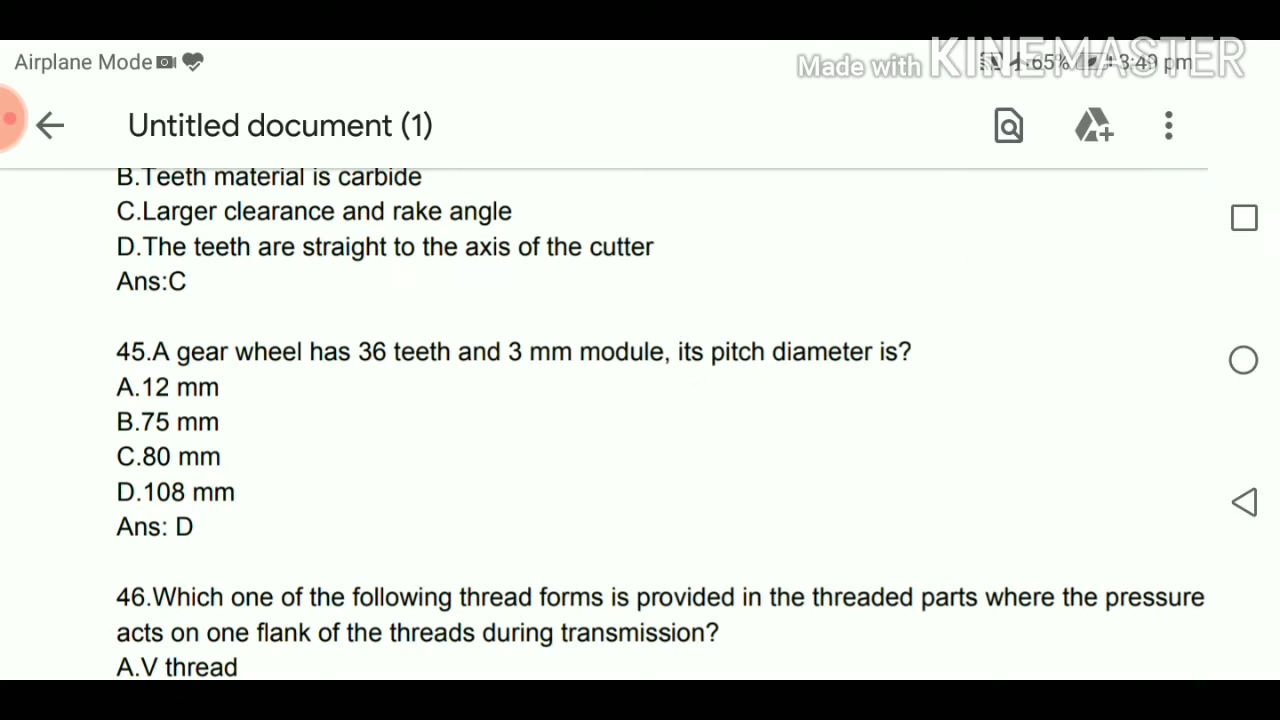 Airplane Mode
Made with KINEMASTER
65% 3:49 pm
Untitled document (1)
B.Teeth material is carbide
C.Larger clearance and rake angle
D.The teeth are straight to the axis of the cutter
Ans:C
45.A gear wheel has 36 teeth and 3 mm module, its pitch diameter is?
A.12 mm
B.75 mm
C.80 mm
D.108 mm
Ans: D
46.Which one of the following thread forms is provided in the threaded parts where the pressure
acts on one flank of the threads during transmission?
A.V thread